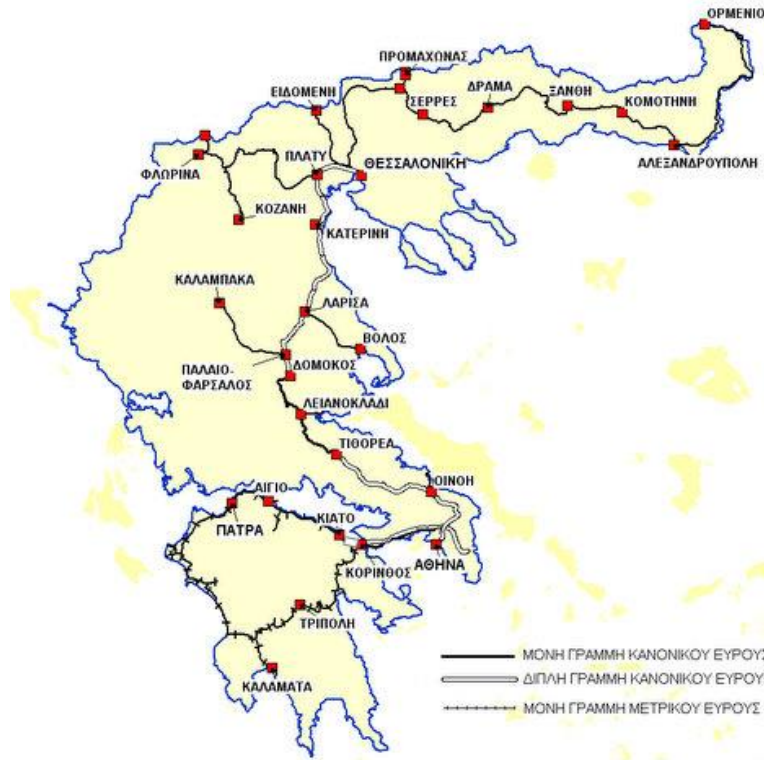 ΟΡΜΕΝΙΟ
ΠΡΟΜΑΧΩΝΑΣ
ΕΙΔΟΜΕΝΗ
ΔΡΑΜΑ
ΞΑΝΘΗ
ΣΕΡΡΕΣ
ΚΟΜΟΤΗΝΗ
ΑΛΕΞΑΝΔΡΟΥΠΟΛΗ
ΦΛΩΡΙΝΑ
ΠΛΑΤΥ
ΘΕΣΣΑΛΟΝΙΚΗ
ΚΟΖΑΝΗ
ΚΑΤΕΡΙΝΗ
ΚΑΛΑΜΠΑΚΑ
ΛΑΡΙΣΑ
ΒΟΛΟΣ
ΠΑΛΑΙΟ-
ΦΑΡΣΑΛΟΣ
ΔΟΜΟΚΟΣ
ΛΕΙΑΝΟΚΛΑΔΙ
ΤΙΘΟΡΕΑ
ΟΙΝΟΗ
ΑΙΓΙΟ
ΠΑΤΡΑ
ΚΙΑΤΟ
ΚΟΡΙΝΘΟΣ
ΑΘΗΝΑ
ΤΡΙΠΟΛΗ
ΚΑΛΑΜΑΤΑ
ΜΟΝΗ ΓΡΑΜΜΗ ΚΑΝΟΝΙΚΟΥ ΕΥΡΟΥΣ
ΔΙΠΛΗ ΓΡΑΜΜΗ ΚΑΝΟΝΙΚΟΥ ΕΥΡΟΥ
ΜΟΝΗ ΓΡΑΜΜΗ ΜΕΤΡΙΚΟΥ ΕΥΡΟΥΣ